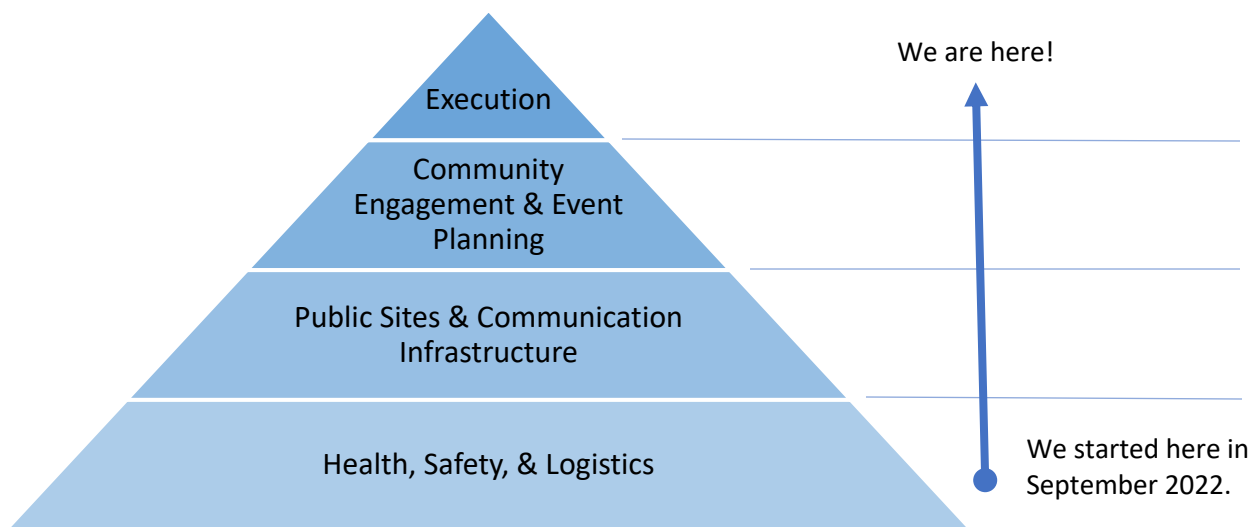 We are here!
Execution
Community
Engagement & Event
Planning
Public Sites & Communication
Infrastructure
Health, Safety, & Logistics
We started here in
September 2022.